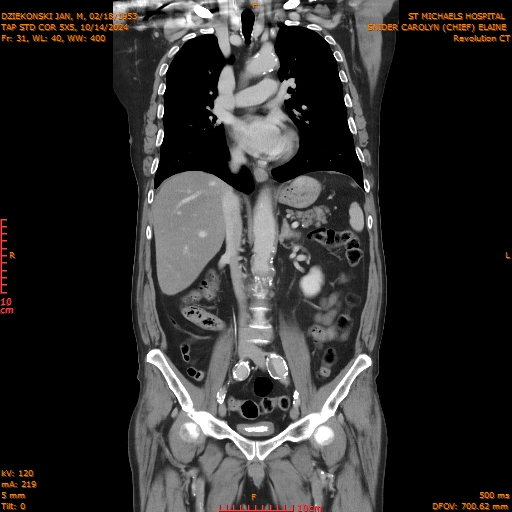 DZIEKONSKI JAN, M, 02/18/1953
TAP STD COR 5X5, 10/14/2024
Fr: 31, WL: 40, WW: 400
ST MICHAELS HOSPITAL
SNIDER CAROLYN (CHIEF) ELAINE
Revolution CT
R
L
10
cm
kV: 120
mA: 219
5 mm
Tilt: 0
F
10cm
500 ms
DFOV: 700.62 mm